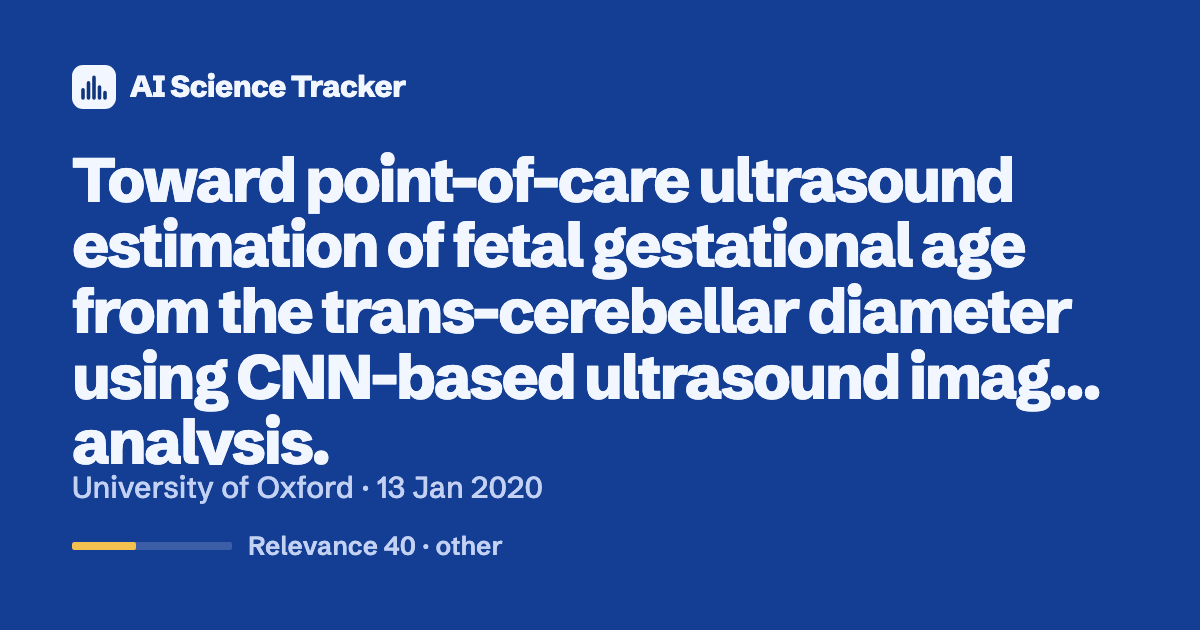 AI Science Tracker
Toward point-of-care ultrasound
estimation of fetal gestational age
from the trans-cerebellar diameter
using CNN-based ultrasound imag...
analysis.
University of Oxford · 13 Jan 2020
Relevance 40 · other